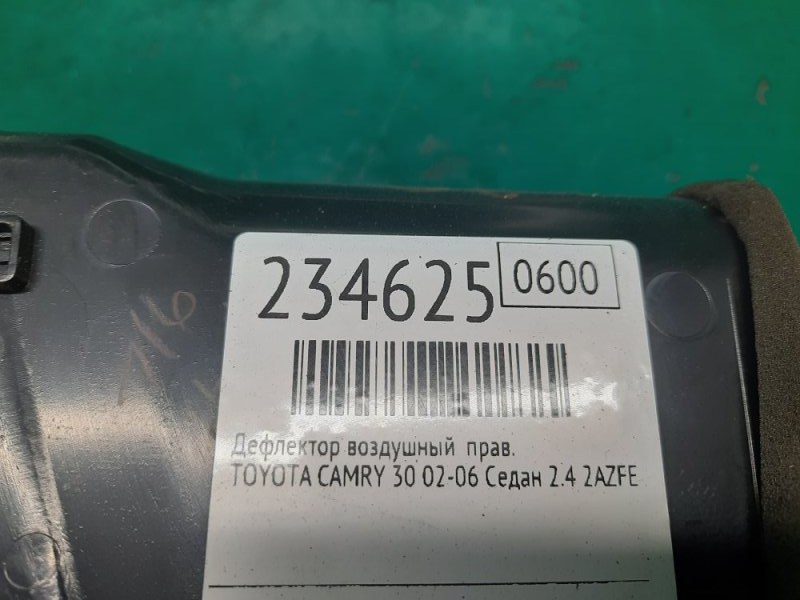 234625
0600
Дефлектор воздушный прав.
TOYOTA CAMRY 30 02-06 Седан 2.4 2AZFE